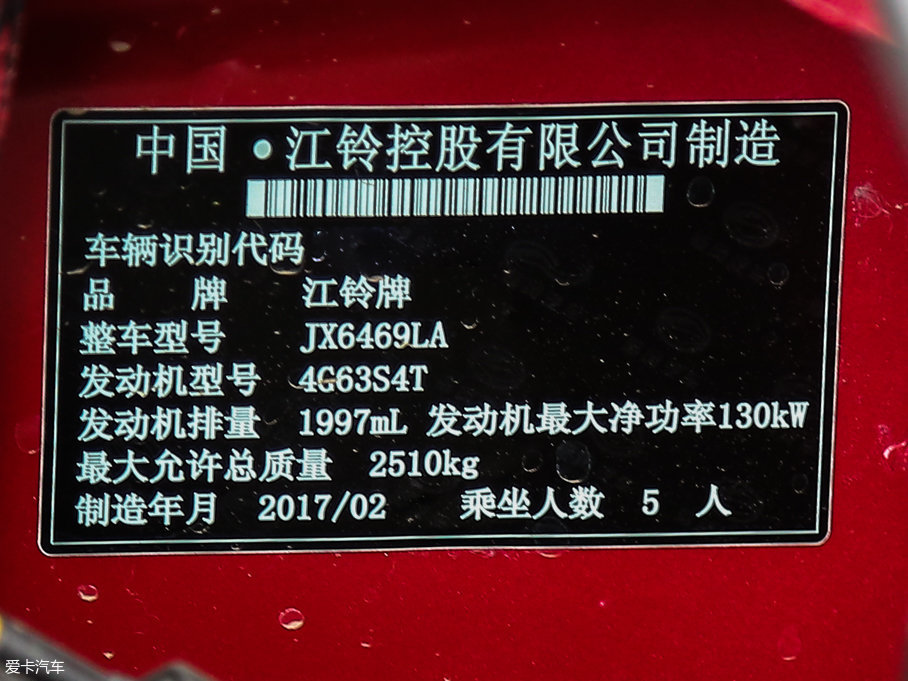 中国·江铃控股有限公司制造
车辆识别代码
品 牌 江铃牌
整车型号 JX6469LA
发动机型号 4G63S4T
发动机排量 1997mL 发动机最大净功率130kW
最大允许总质量 2510kg
制造年月 2017/02 乘坐人数 5 人
爱卡汽车